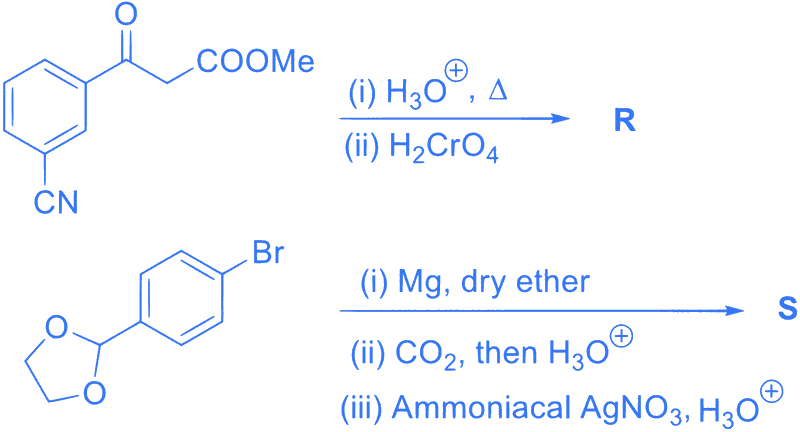 O
COOMe
(i) H₃O⊕, Δ
(ii) H₂CrO₄
R
CN
Br
O
O
(i) Mg, dry ether
(ii) CO₂, then H₃O⊕
(iii) Ammoniacal AgNO₃, H₃O⊕
S